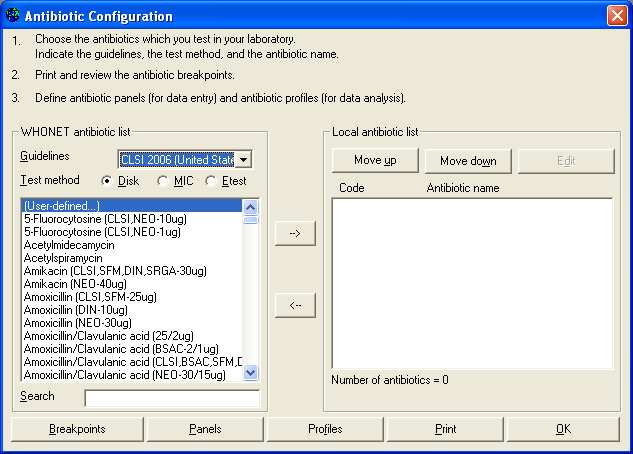 Antibiotic Configuration
1. Choose the antibiotics which you test in your laboratory.
Indicate the guidelines, the test method, and the antibiotic name.
2. Print and review the antibiotic breakpoints.
3. Define antibiotic panels (for data entry) and antibiotic profiles (for data analysis).
WHONET antibiotic list
Guidelines CLSI 2006 (United State
Test method Disk MIC Etest
(User-defined...)
5-Fluorocytosine (CLSI,NEO-10ug)
5-Fluorocytosine (CLSI,NEO-1ug)
Acetylmidecamycin
Acetylspiramycin
Amikacin (CLSI,SFM,DIN,SRGA-30ug)
Amikacin (NEO-40ug)
Amoxicillin (CLSI,SFM-25ug)
Amoxicillin (DIN-10ug)
Amoxicillin (NEO-30ug)
Amoxicillin/Clavulanic acid (25/2ug)
Amoxicillin/Clavulanic acid (BSAC-2/1ug)
Amoxicillin/Clavulanic acid (CLSI,BSAC,SFM,D
Amoxicillin/Clavulanic acid (NEO-30/15ug)
Search
-->
<--
Local antibiotic list
Move up Move down Edit
Code Antibiotic name
Number of antibiotics = 0
Breakpoints Panels Profiles Print OK